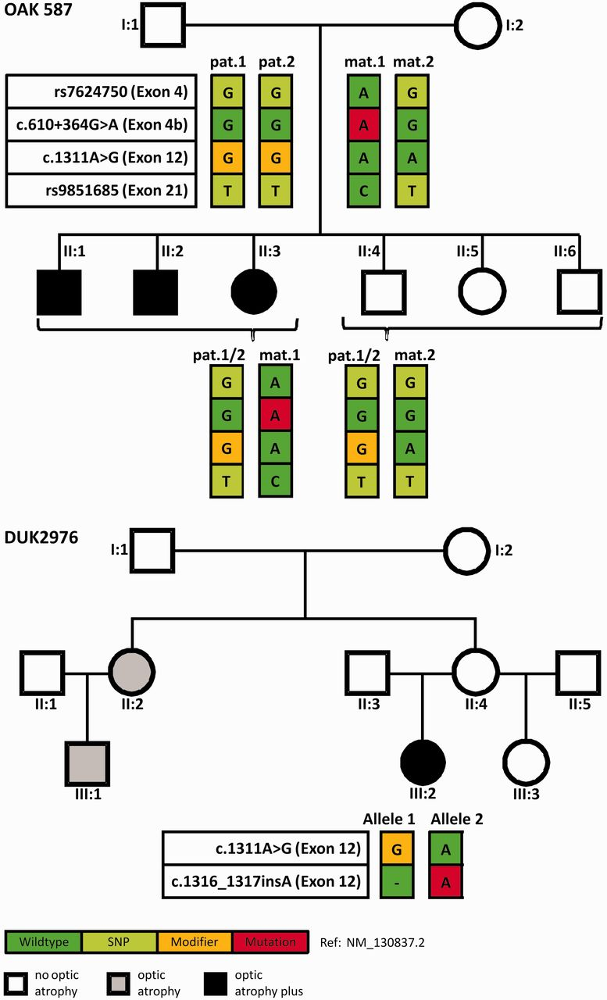 OAK 587
I:1 I:2
pat.1 pat.2 mat.1 mat.2
rs7624750 (Exon 4) G G A G
c.610+364G>A (Exon 4b) G G A G
c.1311A>G (Exon 12) G G A A
rs9851685 (Exon 21) T T C T
II:1 II:2 II:3 II:4 II:5 II:6
pat.1/2 mat.1 pat.1/2 mat.2
G A G G
G A G G
G A G A
T C T T
DUK2976
I:1 I:2
II:1 II:2 II:3 II:4 II:5
III:1 III:2 III:3
Allele 1 Allele 2
c.1311A>G (Exon 12) G A
c.1316_1317insA (Exon 12) - A
Wildtype SNP Modifier Mutation Ref: NM_130837.2
no optic optic optic
atrophy atrophy atrophy plus